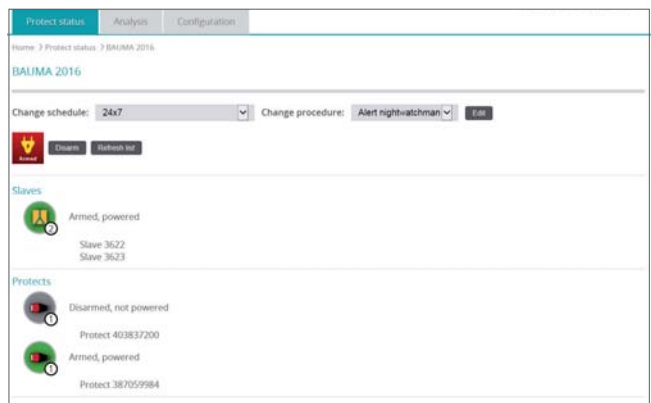 Protect status Analysis Configuration
Home > Protect status > BAUMA 2016
BAUMA 2016
Change schedule: 24x7 Change procedure: Alert nightwatchman Edit
Armed Disarm Refresh list
Slaves
Armed, powered
2
Slave 3622
Slave 3623
Protects
Disarmed, not powered
1
Protect 403837200
Armed, powered
1
Protect 387059984